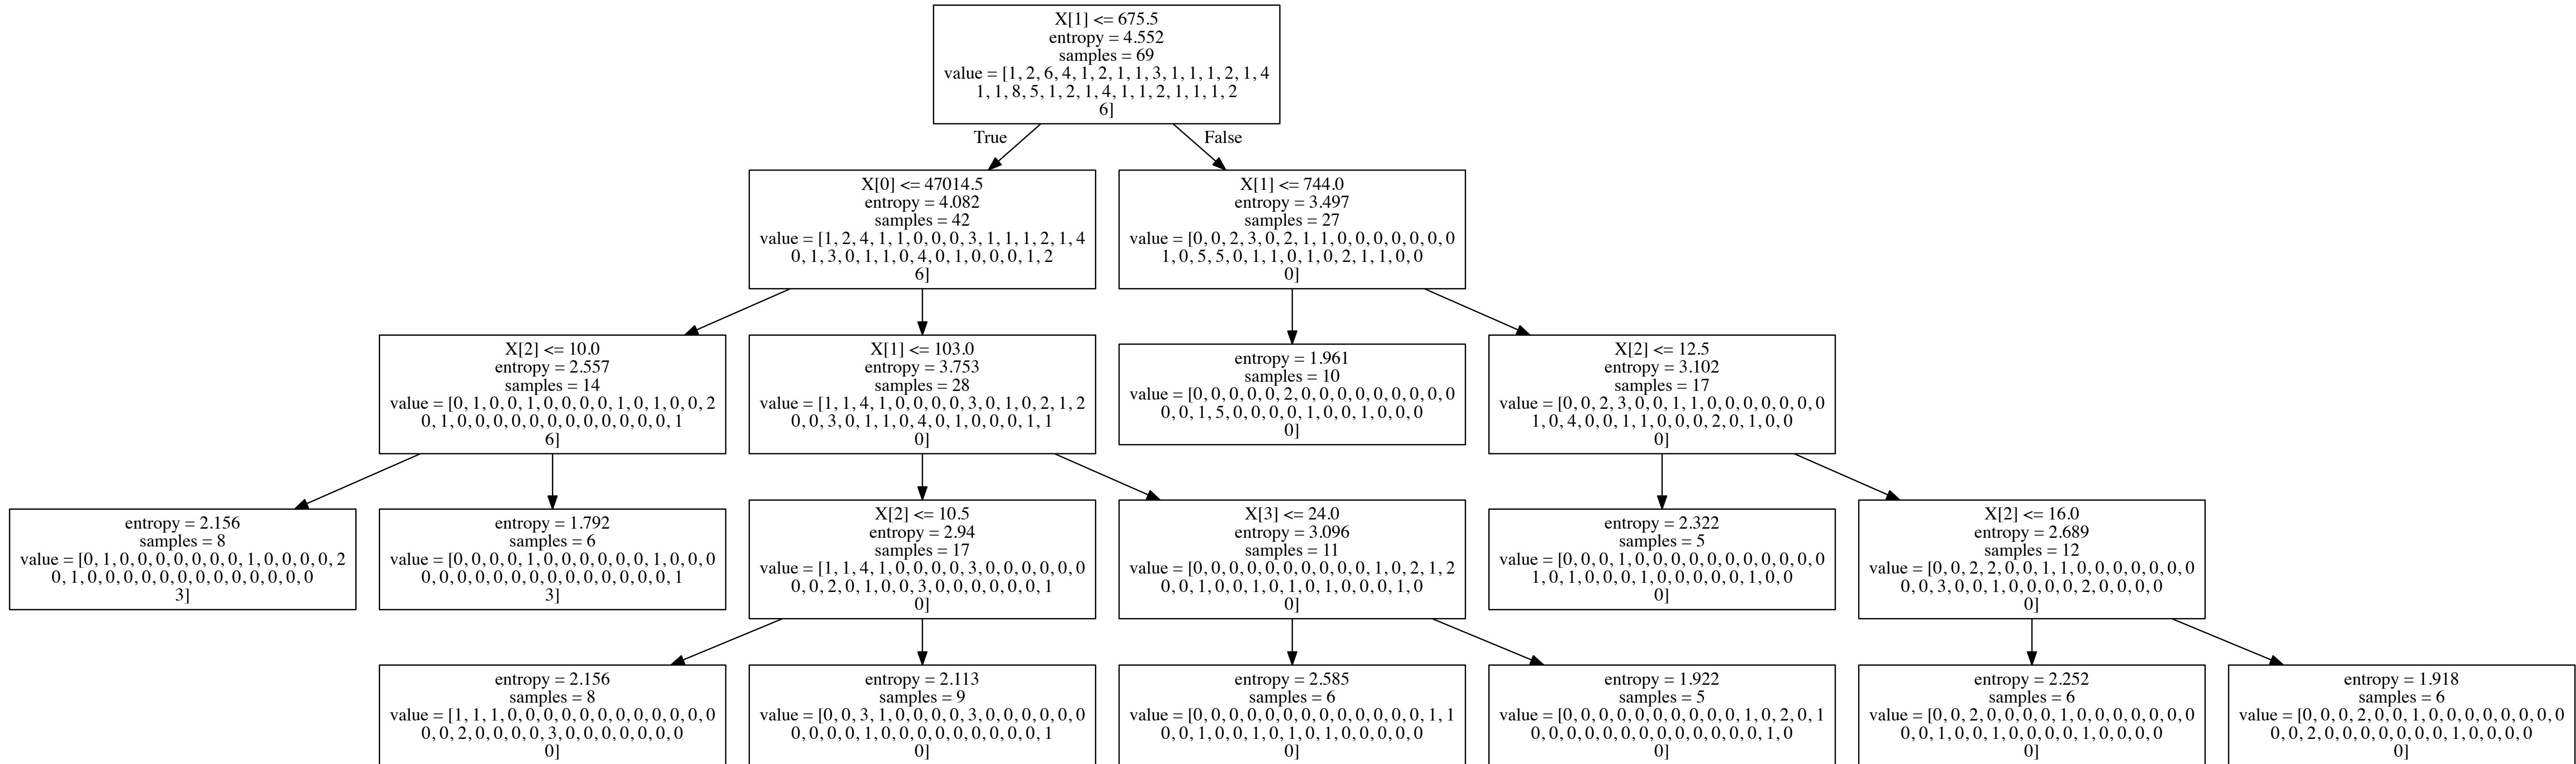 X[1] <= 675.5
entropy = 4.552
samples = 69
value = [1, 2, 6, 4, 1, 2, 1, 1, 3, 1, 1, 1, 2, 1, 4
1, 1, 8, 5, 1, 2, 1, 4, 1, 1, 2, 1, 1, 1, 2
6]
True
False
X[0] <= 47014.5
entropy = 4.082
samples = 42
value = [1, 2, 4, 1, 1, 0, 0, 0, 3, 1, 1, 1, 2, 1, 4
0, 1, 3, 0, 1, 1, 0, 4, 0, 1, 0, 0, 0, 1, 2
6]
X[1] <= 744.0
entropy = 3.497
samples = 27
value = [0, 0, 2, 3, 0, 2, 1, 1, 0, 0, 0, 0, 0, 0, 0
1, 0, 5, 5, 0, 1, 1, 0, 1, 0, 2, 1, 1, 0, 0
0]
X[2] <= 10.0
entropy = 2.557
samples = 14
value = [0, 1, 0, 0, 1, 0, 0, 0, 0, 1, 0, 1, 0, 0, 2
0, 1, 0, 0, 0, 0, 0, 0, 0, 0, 0, 0, 0, 0, 1
6]
X[1] <= 103.0
entropy = 3.753
samples = 28
value = [1, 1, 4, 1, 0, 0, 0, 0, 3, 0, 1, 0, 2, 1, 2
0, 0, 3, 0, 1, 1, 0, 4, 0, 1, 0, 0, 0, 1, 1
0]
entropy = 1.961
samples = 10
value = [0, 0, 0, 0, 0, 2, 0, 0, 0, 0, 0, 0, 0, 0, 0
0, 0, 1, 5, 0, 0, 0, 0, 1, 0, 0, 1, 0, 0, 0
0]
X[2] <= 12.5
entropy = 3.102
samples = 17
value = [0, 0, 2, 3, 0, 0, 1, 1, 0, 0, 0, 0, 0, 0, 0
1, 0, 4, 0, 0, 1, 1, 0, 0, 0, 2, 0, 1, 0, 0
0]
entropy = 2.156
samples = 8
value = [0, 1, 0, 0, 0, 0, 0, 0, 0, 1, 0, 0, 0, 0, 2
0, 1, 0, 0, 0, 0, 0, 0, 0, 0, 0, 0, 0, 0, 0
3]
entropy = 1.792
samples = 6
value = [0, 0, 0, 0, 1, 0, 0, 0, 0, 0, 0, 1, 0, 0, 0
0, 0, 0, 0, 0, 0, 0, 0, 0, 0, 0, 0, 0, 0, 1
3]
X[2] <= 10.5
entropy = 2.94
samples = 17
value = [1, 1, 4, 1, 0, 0, 0, 0, 3, 0, 0, 0, 0, 0, 0
0, 0, 2, 0, 1, 0, 0, 3, 0, 0, 0, 0, 0, 0, 1
0]
X[3] <= 24.0
entropy = 3.096
samples = 11
value = [0, 0, 0, 0, 0, 0, 0, 0, 0, 0, 1, 0, 2, 1, 2
0, 0, 1, 0, 0, 1, 0, 1, 0, 1, 0, 0, 0, 1, 0
0]
entropy = 2.322
samples = 5
value = [0, 0, 0, 1, 0, 0, 0, 0, 0, 0, 0, 0, 0, 0, 0
1, 0, 1, 0, 0, 0, 1, 0, 0, 0, 0, 0, 1, 0, 0
0]
X[2] <= 16.0
entropy = 2.689
samples = 12
value = [0, 0, 2, 2, 0, 0, 1, 1, 0, 0, 0, 0, 0, 0, 0
0, 0, 3, 0, 0, 1, 0, 0, 0, 0, 2, 0, 0, 0, 0
0]
entropy = 2.156
samples = 8
value = [1, 1, 1, 0, 0, 0, 0, 0, 0, 0, 0, 0, 0, 0, 0
0, 0, 2, 0, 0, 0, 0, 3, 0, 0, 0, 0, 0, 0, 0
0]
entropy = 2.113
samples = 9
value = [0, 0, 3, 1, 0, 0, 0, 0, 3, 0, 0, 0, 0, 0, 0
0, 0, 0, 0, 1, 0, 0, 0, 0, 0, 0, 0, 0, 0, 1
0]
entropy = 2.585
samples = 6
value = [0, 0, 0, 0, 0, 0, 0, 0, 0, 0, 0, 0, 0, 1, 1
0, 0, 1, 0, 0, 1, 0, 1, 0, 1, 0, 0, 0, 0, 0
0]
entropy = 1.922
samples = 5
value = [0, 0, 0, 0, 0, 0, 0, 0, 0, 0, 1, 0, 2, 0, 1
0, 0, 0, 0, 0, 0, 0, 0, 0, 0, 0, 0, 0, 1, 0
0]
entropy = 2.252
samples = 6
value = [0, 0, 2, 0, 0, 0, 0, 1, 0, 0, 0, 0, 0, 0, 0
0, 0, 1, 0, 0, 1, 0, 0, 0, 0, 1, 0, 0, 0, 0
0]
entropy = 1.918
samples = 6
value = [0, 0, 0, 2, 0, 0, 1, 0, 0, 0, 0, 0, 0, 0, 0
0, 0, 2, 0, 0, 0, 0, 0, 0, 0, 1, 0, 0, 0, 0
0]